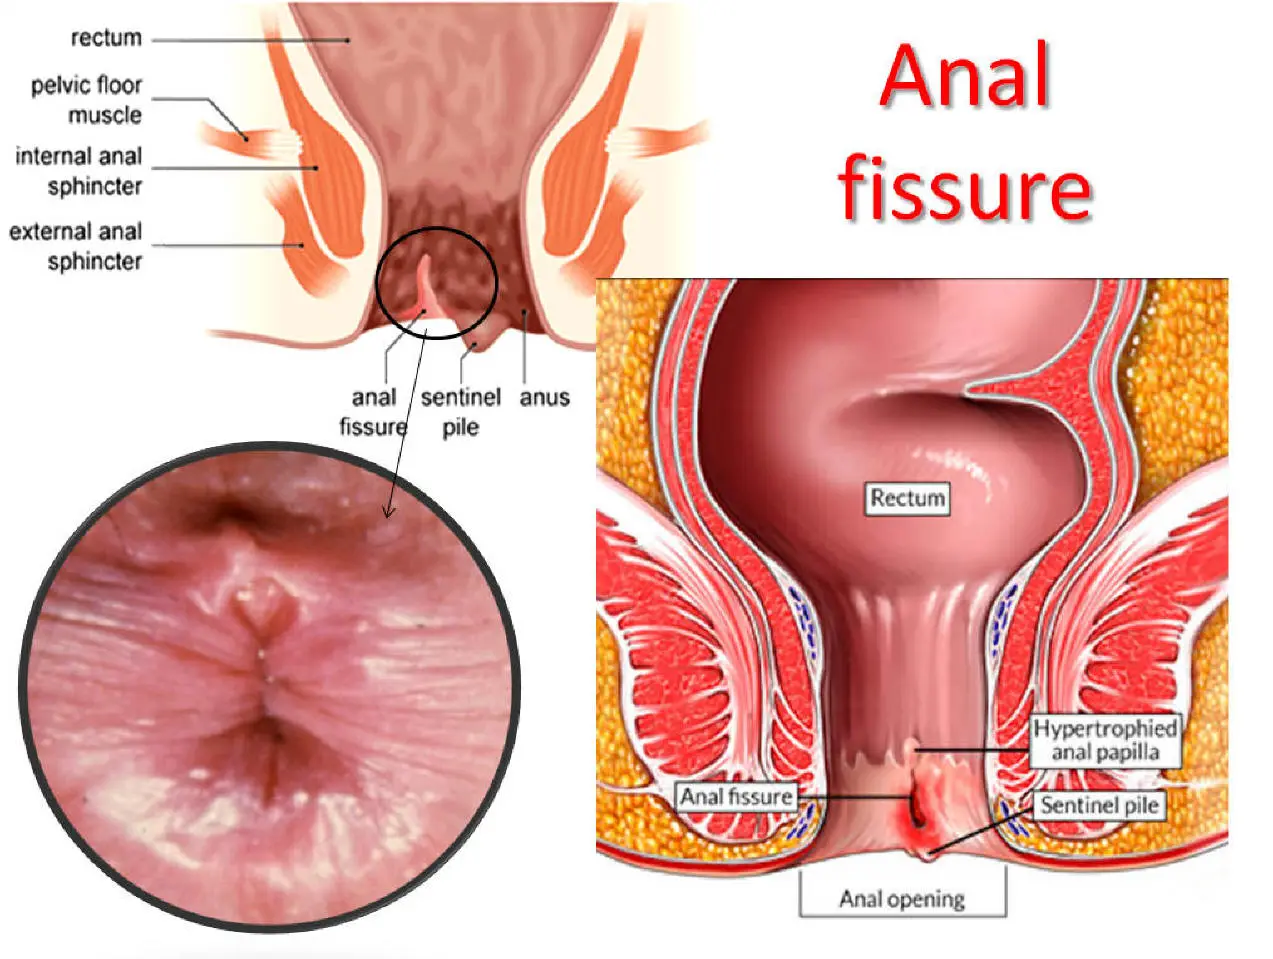 Anal
fissure
rectum
pelvic floor
muscle
internal anal
sphincter
external anal
sphincter
anal
fissure
sentinel
pile
anus
Rectum
Hypertrophied
anal papilla
Anal fissure
Sentinel pile
Anal opening